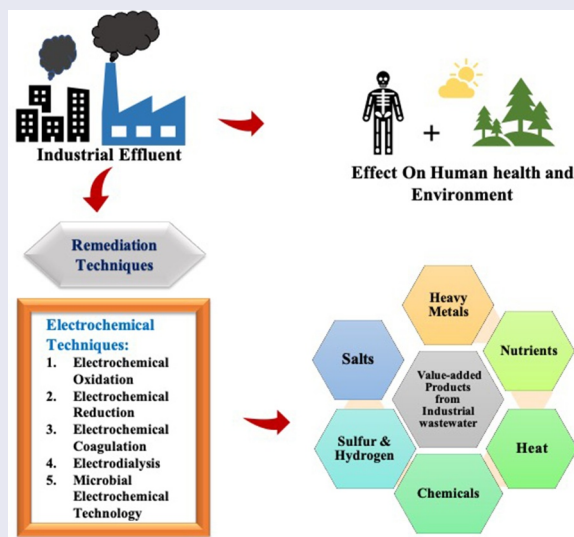 Industrial Effluent
+
Effect On Human health and
Environment
Remediation
Techniques
Electrochemical
Techniques:
1. Electrochemical
Oxidation
2. Electrochemical
Reduction
3. Electrochemical
Coagulation
4. Electrodialysis
5. Microbial
Electrochemical
Technology
Heavy
Metals
Nutrients
Salts
Value-added
Products
from
Industrial
wastewater
Sulfur &
Hydrogen
Heat
Chemicals